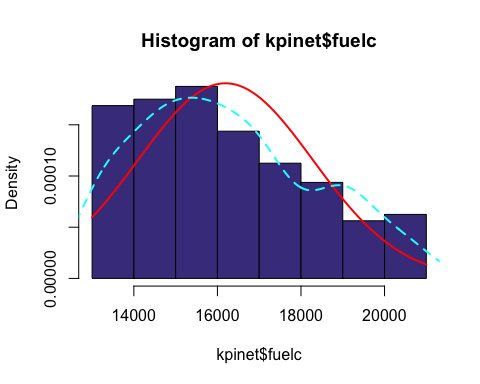 Histogram of kpinet$fuelc
Density
0.00010
0.00000
14000 16000 18000 20000
kpinet$fuelc